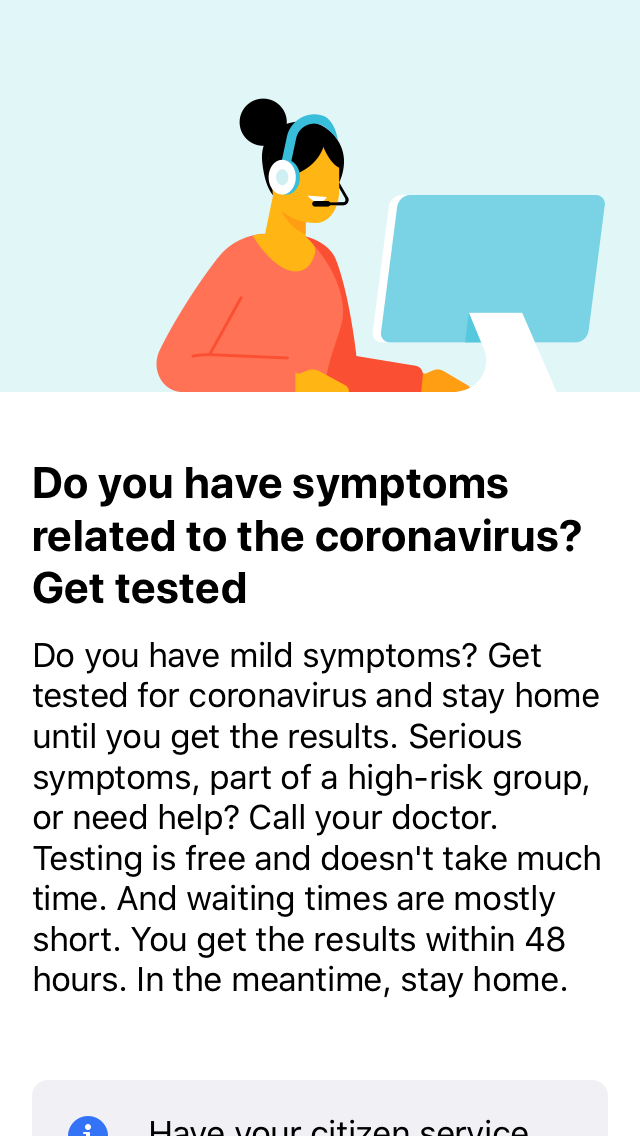 Do you have symptoms
related to the coronavirus?
Get tested
Do you have mild symptoms? Get
tested for coronavirus and stay home
until you get the results. Serious
symptoms, part of a high-risk group,
or need help? Call your doctor.
Testing is free and doesn't take much
time. And waiting times are mostly
short. You get the results within 48
hours. In the meantime, stay home.
Have your citizen service